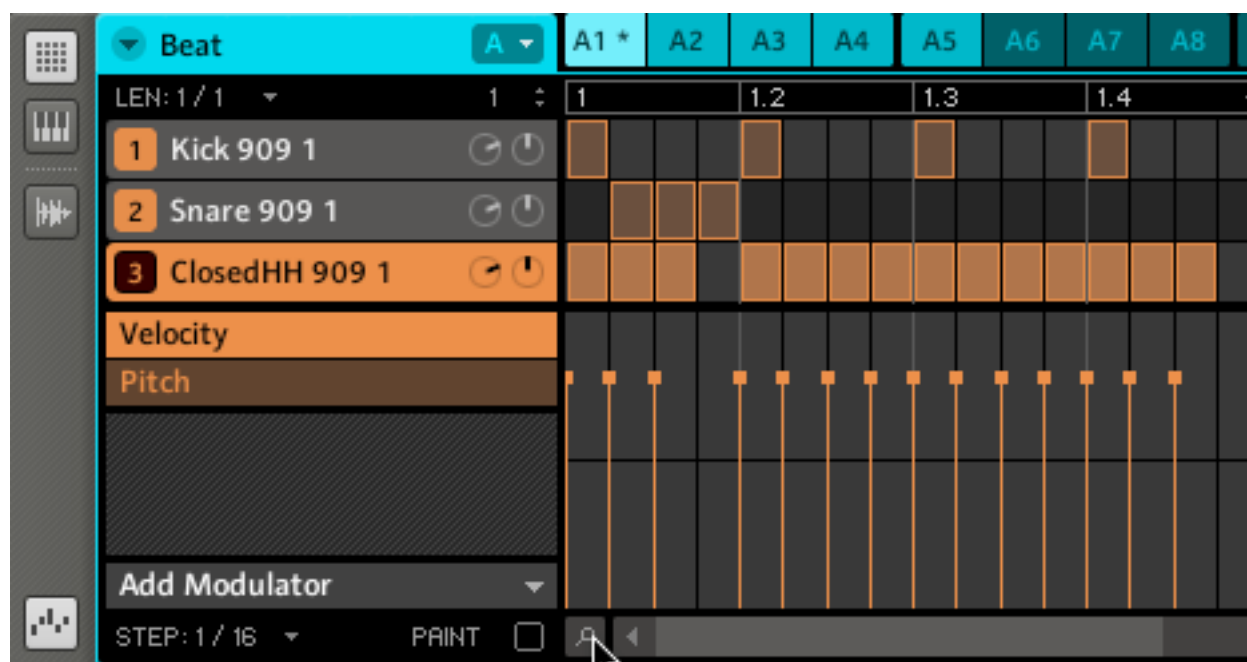 Beat A A1 * A2 A3 A4 A5 A6 A7 A8
LEN: 1 / 1 1 1 1.2 1.3 1.4
1 Kick 909 1
2 Snare 909 1
3 ClosedHH 909 1
Velocity
Pitch
Add Modulator
STEP: 1 / 16 PAINT